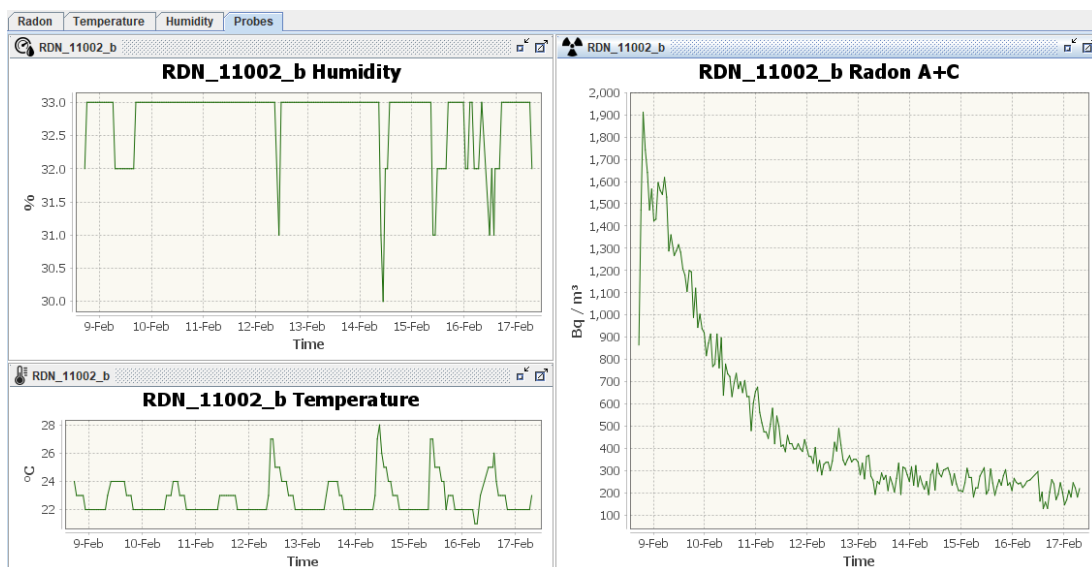 Radon Temperature Humidity Probes
RDN_11002_b
RDN_11002_b Humidity
33.0
32.5
32.0
31.5
31.0
30.5
30.0
%
9-Feb 10-Feb 11-Feb 12-Feb 13-Feb 14-Feb 15-Feb 16-Feb 17-Feb
Time
RDN_11002_b
RDN_11002_b Temperature
28
26
24
22
°C
9-Feb 10-Feb 11-Feb 12-Feb 13-Feb 14-Feb 15-Feb 16-Feb 17-Feb
Time
RDN_11002_b
RDN_11002_b Radon A+C
2,000
1,900
1,800
1,700
1,600
1,500
1,400
1,300
1,200
1,100
1,000
900
800
700
600
500
400
300
200
100
Bq / m³
9-Feb 10-Feb 11-Feb 12-Feb 13-Feb 14-Feb 15-Feb 16-Feb 17-Feb
Time